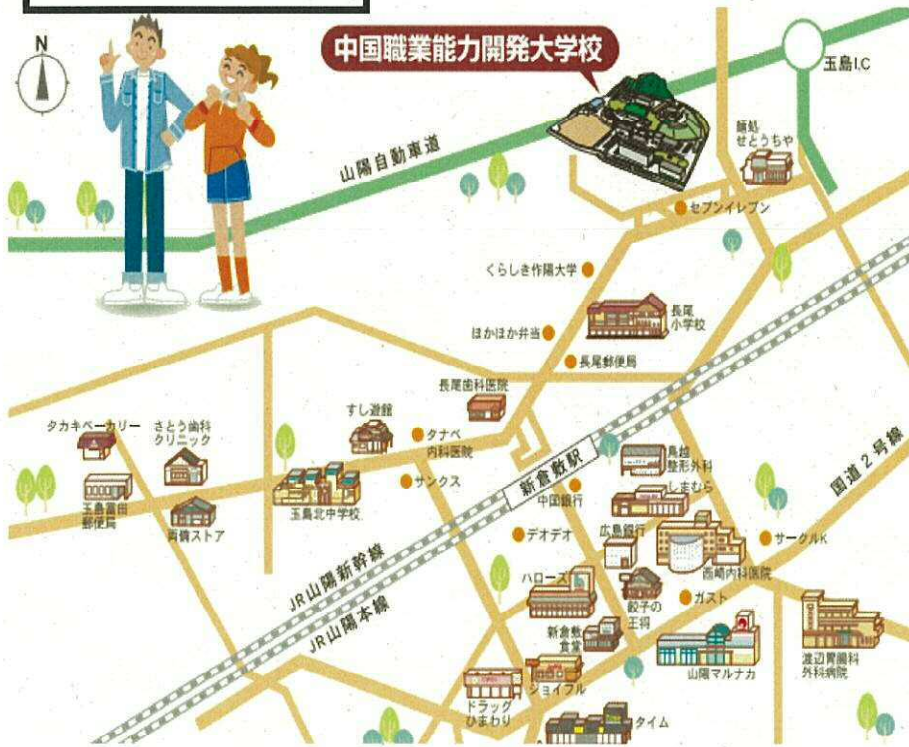 N
中国職業能力開発大学校
玉島I.C
麺処
せとうちや
山陽自動車道
セブンイレブン
くらしき作陽大学
長尾
小学校
ほかほか弁当
長尾郵便局
長尾歯科医院
すし遊館
タナベ
内科医院
タカキベーカリー
さとう歯科
クリニック
サンクス
玉島北中学校
玉島富田
郵便局
両備ストア
新倉敷駅
鳥越
整形外科
しまむら
国道2号線
中国銀行
デオデオ
広島銀行
サークルK
西崎内科医院
JR山陽新幹線
JR山陽本線
ハローズ
餃子の
王将
ガスト
新倉敷
食堂
山陽マルナカ
渡辺胃腸科
外科病院
ジョイフル
ドラッグ
ひまわり
タイム